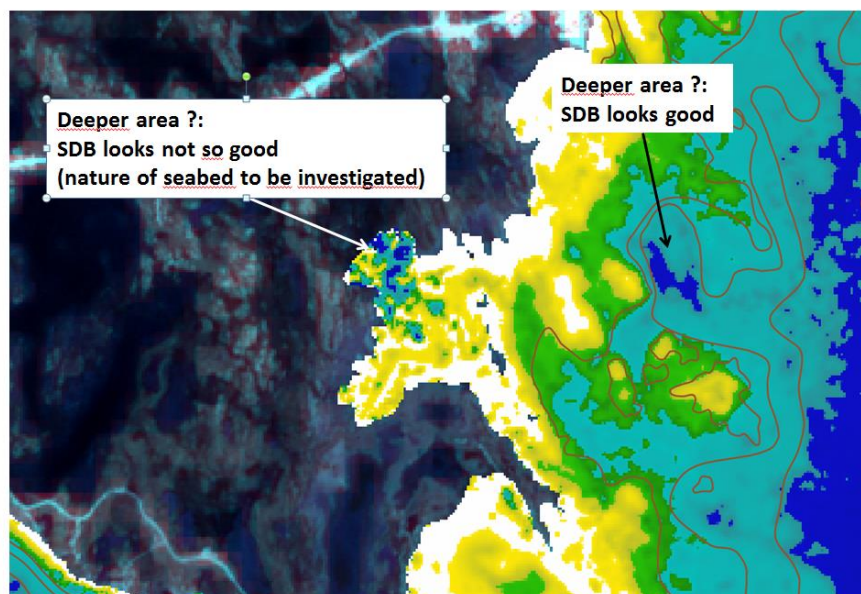 Deeper area ?:
SDB looks not so good
(nature of seabed to be investigated)
Deeper area ?:
SDB looks good